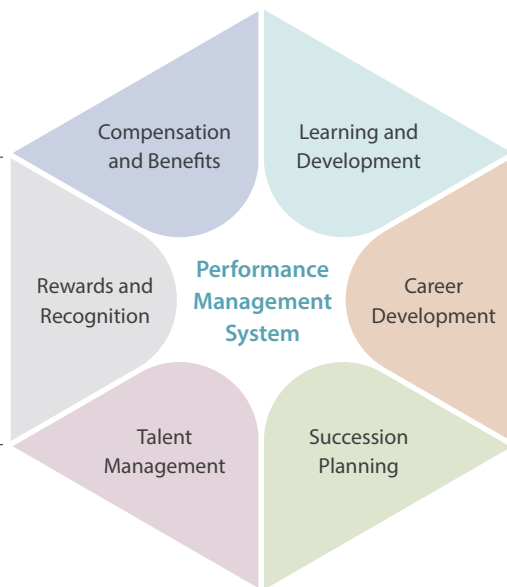 Compensation
and Benefits
Learning and
Development
Rewards and
Recognition
Performance
Management
System
Career
Development
Talent
Management
Succession
Planning